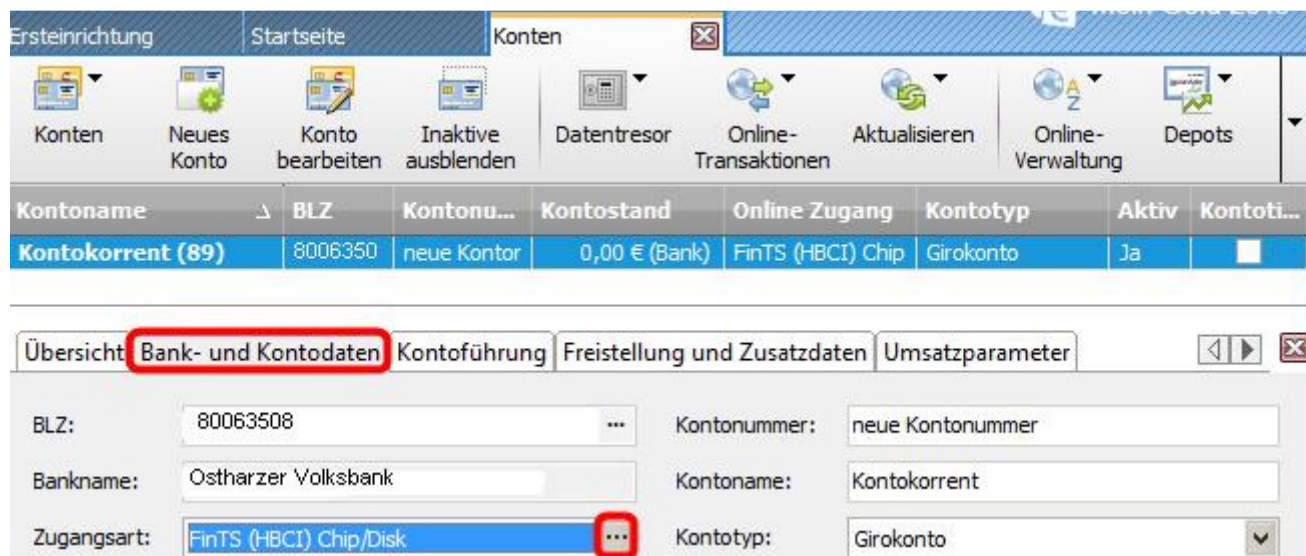 Ersteinrichtung Startseite Konten
Konten Neues Konto Konto bearbeiten Inaktive ausblenden Datentresor Online-Transaktionen Aktualisieren Online-Verwaltung Depots
Kontoname BLZ Kontonu... Kontostand Online Zugang Kontotyp Aktiv Kontoti...
Kontokorrent (89) 8006350 neue Kontor 0,00 € (Bank) FinTS (HBCI) Chip Girokonto Ja
Übersicht Bank- und Kontodaten Kontoführung Freistellung und Zusatzdaten Umsatzparameter
BLZ: 80063508 ... Kontonummer: neue Kontonummer
Bankname: Ostharzer Volksbank Kontoname: Kontokorrent
Zugangsart: FinTS (HBCI) Chip/Disk ... Kontotyp: Girokonto